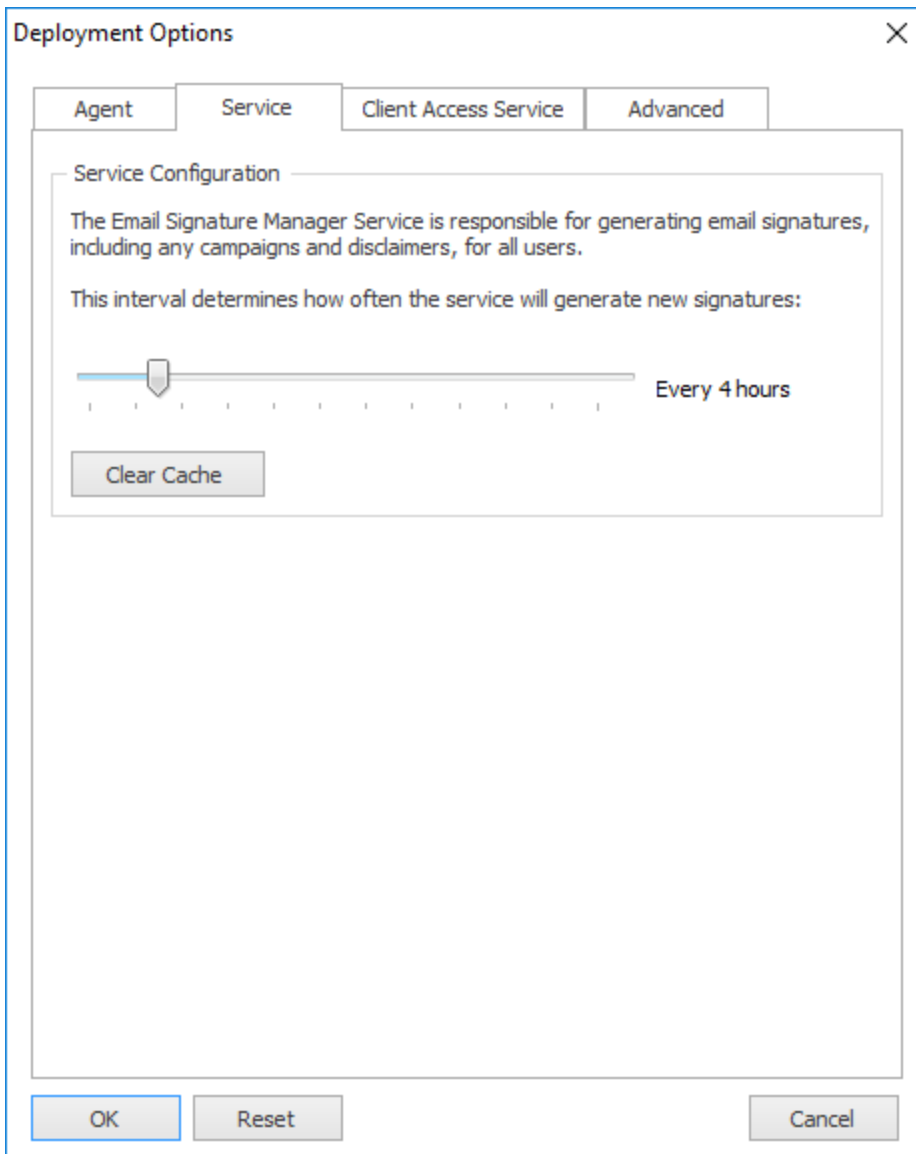 Deployment Options
Agent
Service
Client Access Service
Advanced
Service Configuration
The Email Signature Manager Service is responsible for generating email signatures,
including any campaigns and disclaimers, for all users.
This interval determines how often the service will generate new signatures:
Every 4 hours
Clear Cache
OK
Reset
Cancel